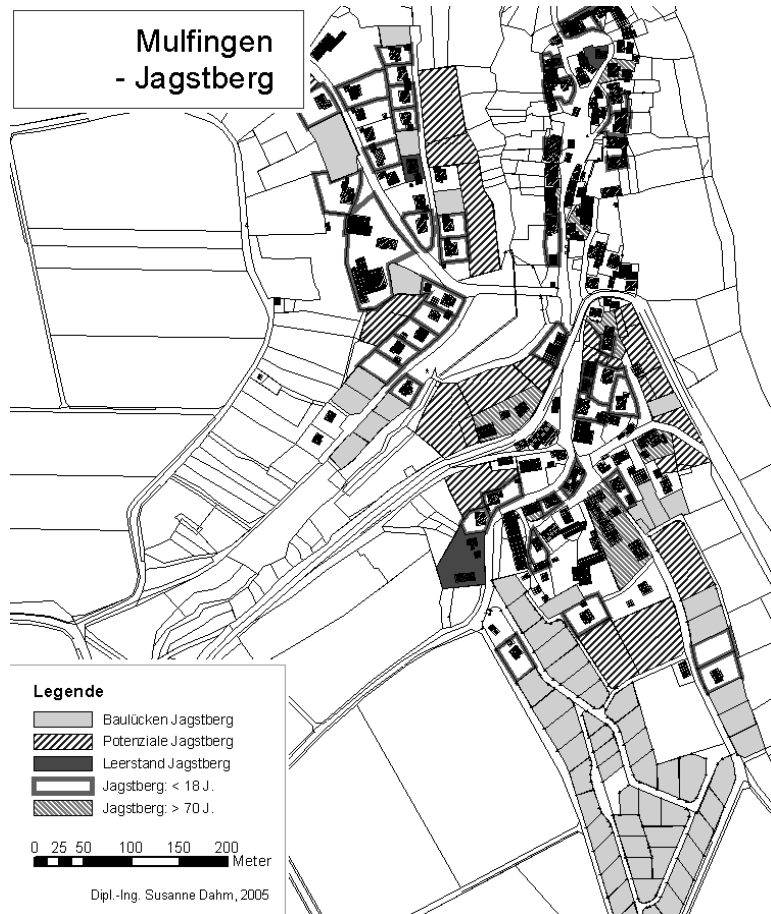 Mulfingen
- Jagstberg
Legende
Baulücken Jagstberg
Potenziale Jagstberg
Leerstand Jagstberg
Jagstberg: < 18 J.
Jagstberg: > 70 J.
0 25 50 100 150 200
Meter
Dipl.-Ing. Susanne Dahm, 2005